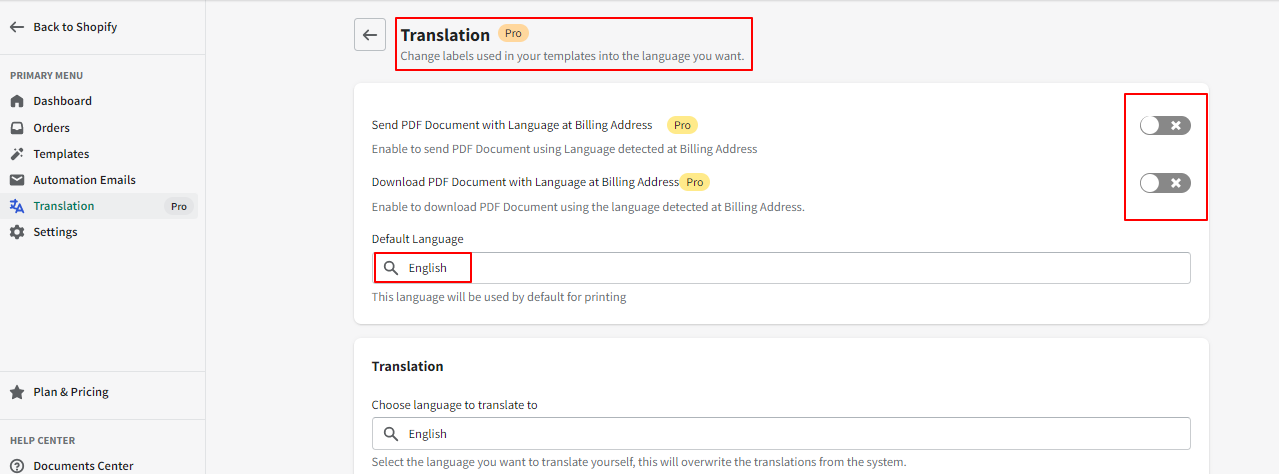 Back to Shopify
PRIMARY MENU
Dashboard
Orders
Templates
Automation Emails
Translation Pro
Settings
Plan & Pricing
HELP CENTER
Documents Center
Translation Pro
Change labels used in your templates into the language you want.
Send PDF Document with Language at Billing Address Pro
Enable to send PDF Document using Language detected at Billing Address
Download PDF Document with Language at Billing Address Pro
Enable to download PDF Document using the language detected at Billing Address.
Default Language
English
This language will be used by default for printing
Translation
Choose language to translate to
English
Select the language you want to translate yourself, this will overwrite the translations from the system.